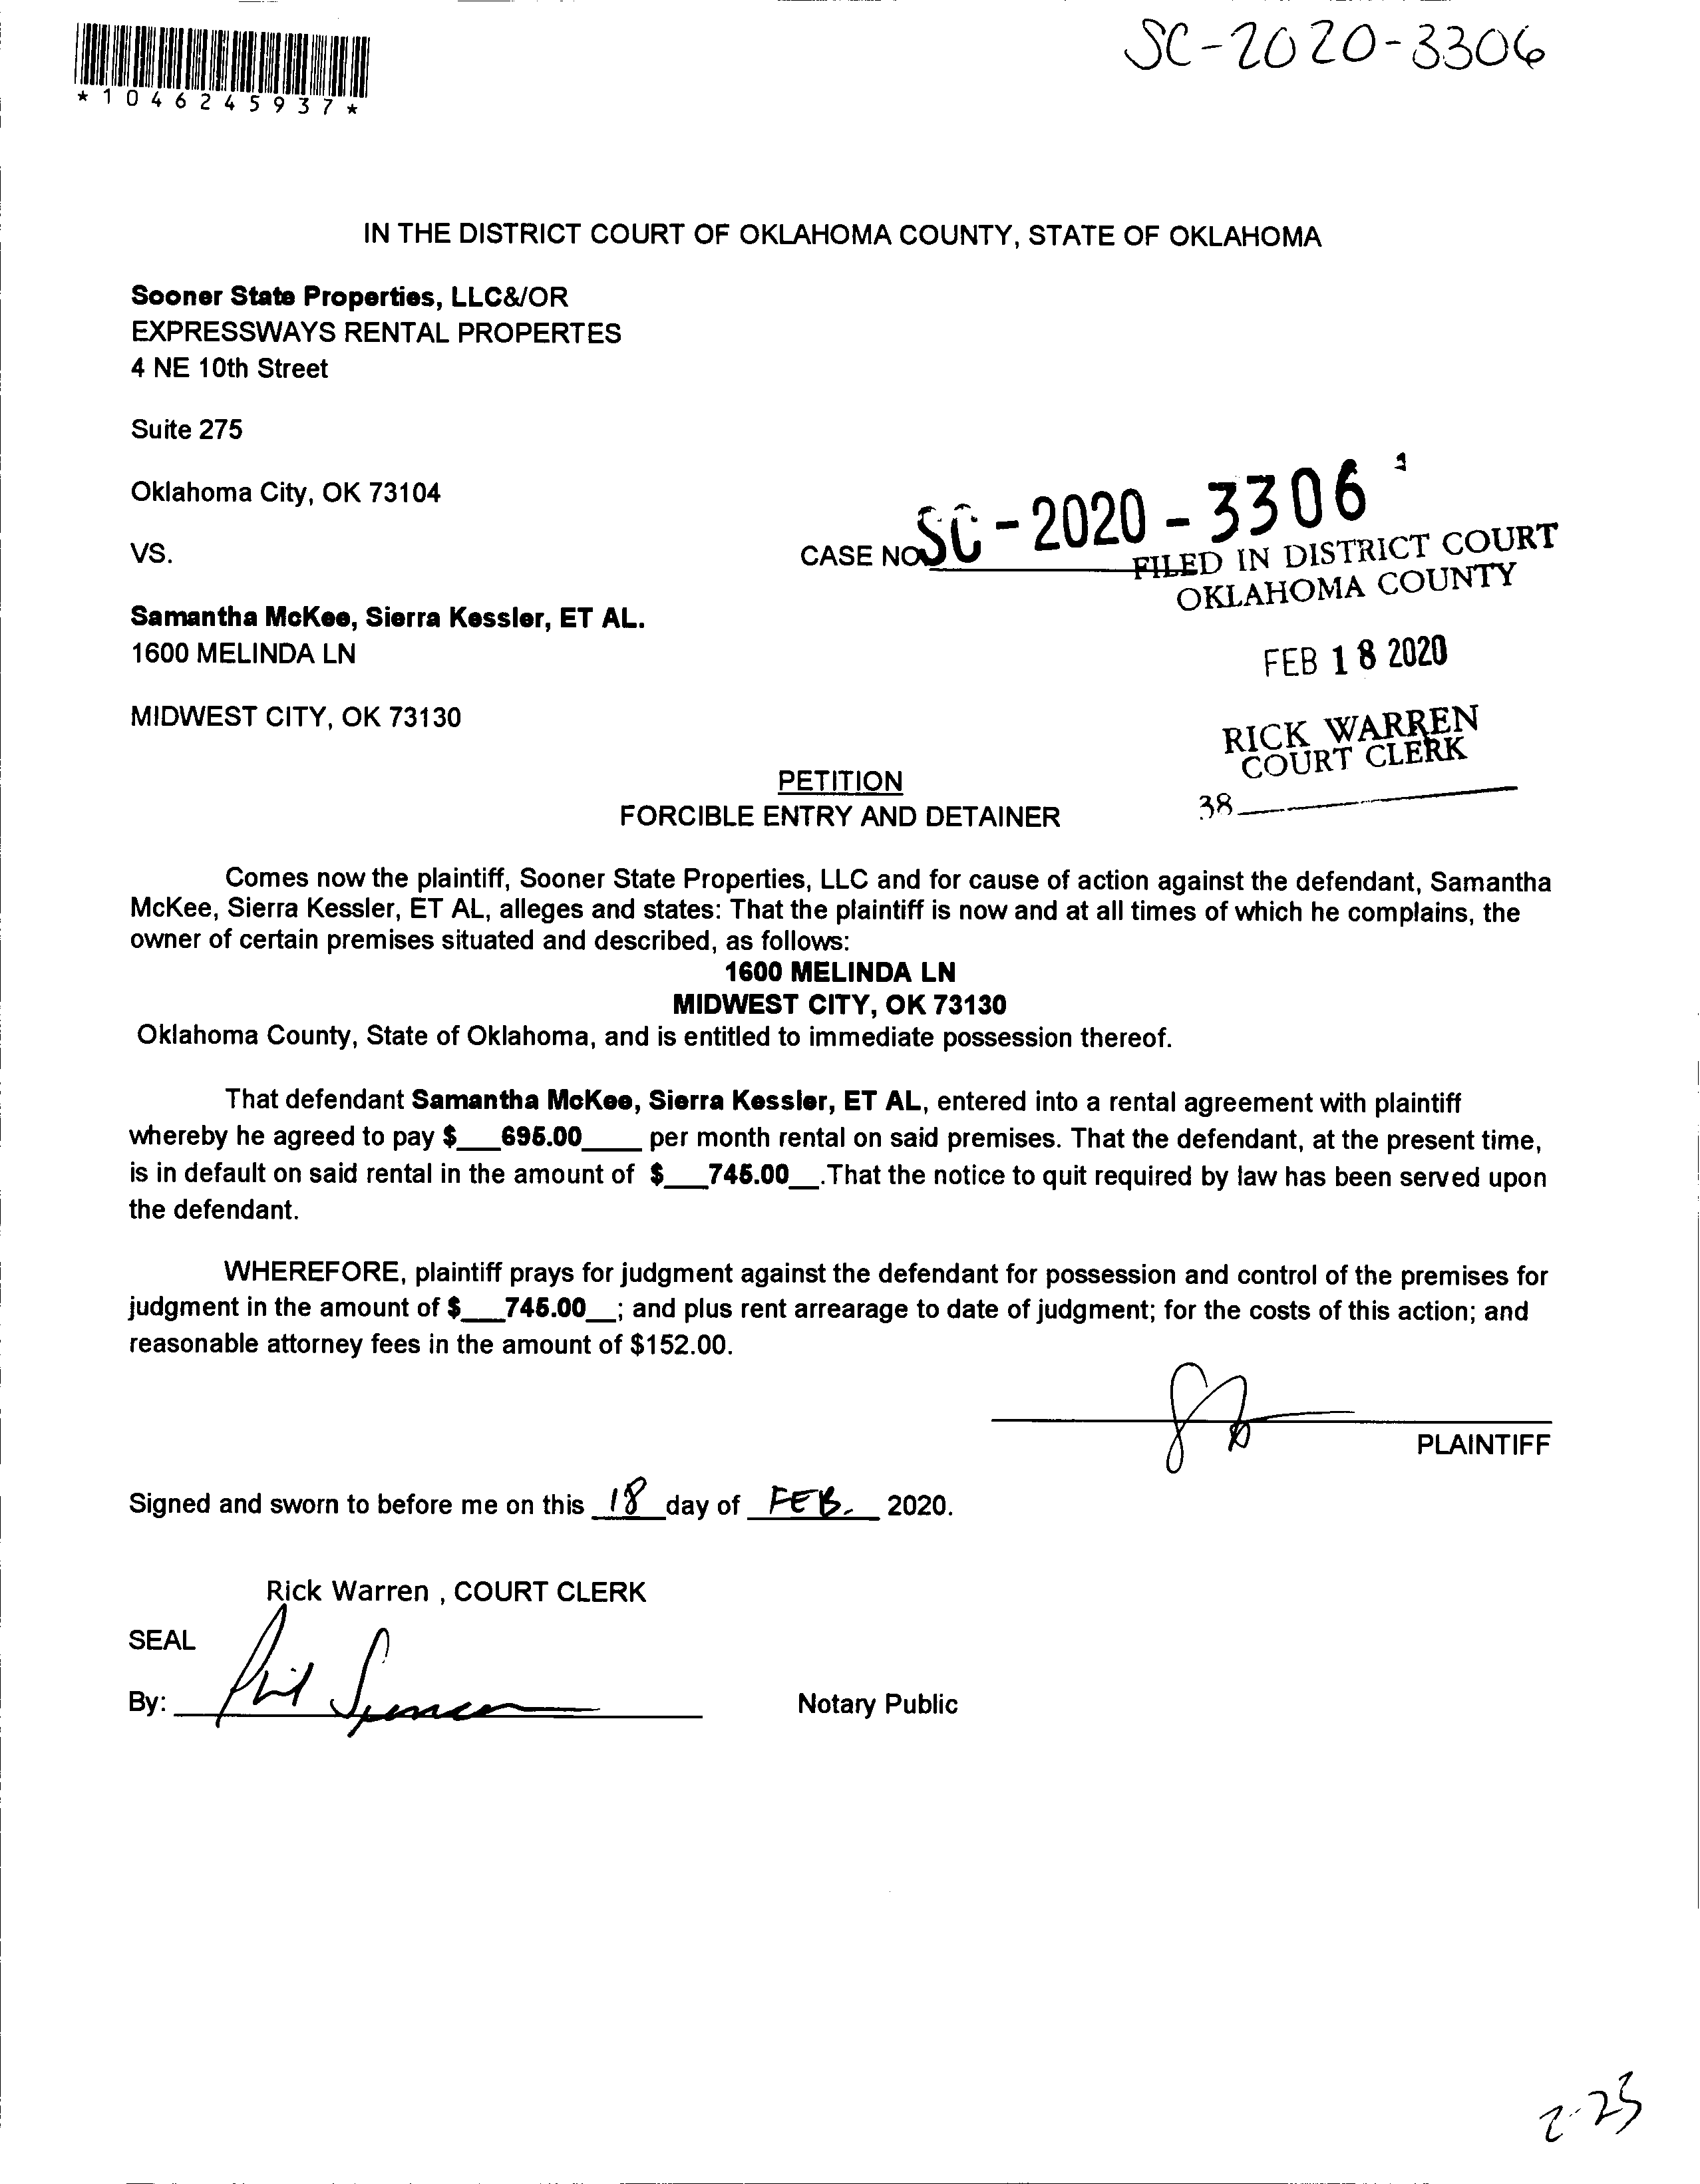 SC-2020-3306
*1046245937*
IN THE DISTRICT COURT OF OKLAHOMA COUNTY, STATE OF OKLAHOMA
Sooner State Properties, LLC&/OR
EXPRESSWAYS RENTAL PROPERTES
4 NE 10th Street
Suite 275
Oklahoma City, OK 73104
VS.
CASE NO SC-2020-3306
FILED IN DISTRICT COURT
OKLAHOMA COUNTY
Samantha McKee, Sierra Kessler, ET AL.
1600 MELINDA LN
FEB 18 2020
MIDWEST CITY, OK 73130
RICK WARREN
COURT CLERK
38
PETITION
FORCIBLE ENTRY AND DETAINER
Comes now the plaintiff, Sooner State Properties, LLC and for cause of action against the defendant, Samantha
McKee, Sierra Kessler, ET AL, alleges and states: That the plaintiff is now and at all times of which he complains, the
owner of certain premises situated and described, as follows:
1600 MELINDA LN
MIDWEST CITY, OK 73130
Oklahoma County, State of Oklahoma, and is entitled to immediate possession thereof.
That defendant Samantha McKee, Sierra Kessler, ET AL, entered into a rental agreement with plaintiff
whereby he agreed to pay $___695.00____ per month rental on said premises. That the defendant, at the present time,
is in default on said rental in the amount of $___745.00__.That the notice to quit required by law has been served upon
the defendant.
WHEREFORE, plaintiff prays for judgment against the defendant for possession and control of the premises for
judgment in the amount of $___745.00__; and plus rent arrearage to date of judgment; for the costs of this action; and
reasonable attorney fees in the amount of $152.00.
PLAINTIFF
Signed and sworn to before me on this 18 day of FEB. 2020.
Rick Warren , COURT CLERK
SEAL
By: Phil Spencer
Notary Public
2-25